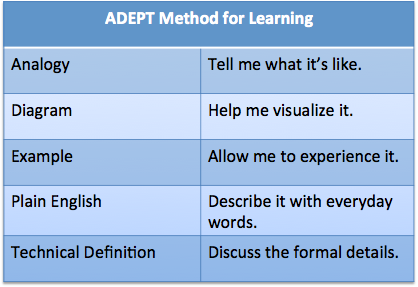 ADEPT Method for Learning
Analogy
Tell me what it's like.
Diagram
Help me visualize it.
Example
Allow me to experience it.
Plain English
Describe it with everyday
words.
Technical Definition
Discuss the formal details.